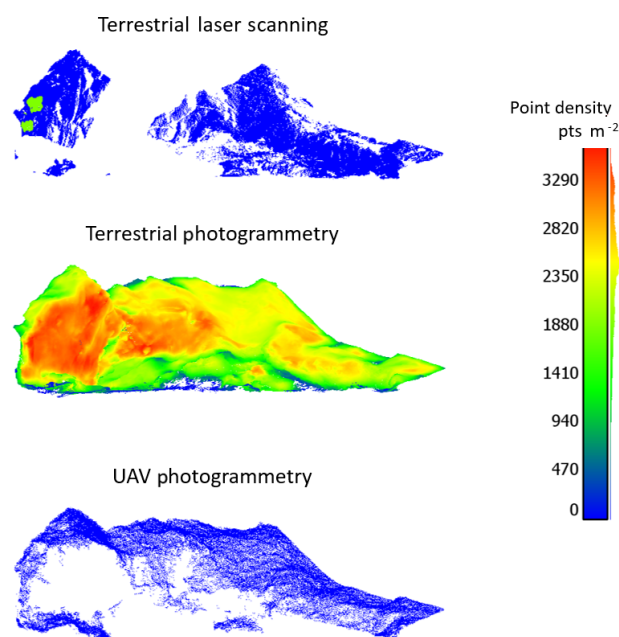 Terrestrial laser scanning
Point density
pts m⁻²
3290
2820
Terrestrial photogrammetry
2350
1880
1410
940
UAV photogrammetry
470
0